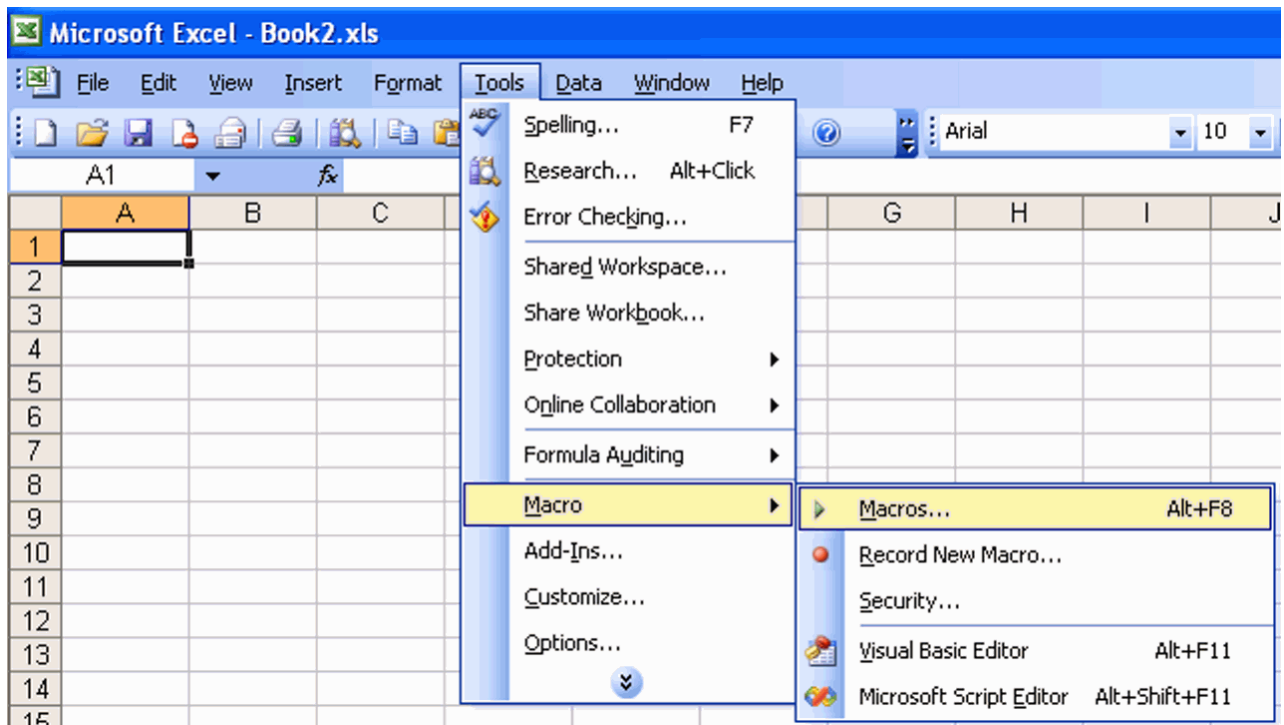 Microsoft Excel - Book2.xls
File Edit View Insert Format Tools Data Window Help
Arial 10
A1 fx
A B C G H I J
1
2
3
4
5
6
7
8
9
10
11
12
13
14
15
ABC Spelling... F7
Research... Alt+Click
Error Checking...
Shared Workspace...
Share Workbook...
Protection
Online Collaboration
Formula Auditing
Macro
Add-Ins...
Customize...
Options...
Macros... Alt+F8
Record New Macro...
Security...
Visual Basic Editor Alt+F11
Microsoft Script Editor Alt+Shift+F11